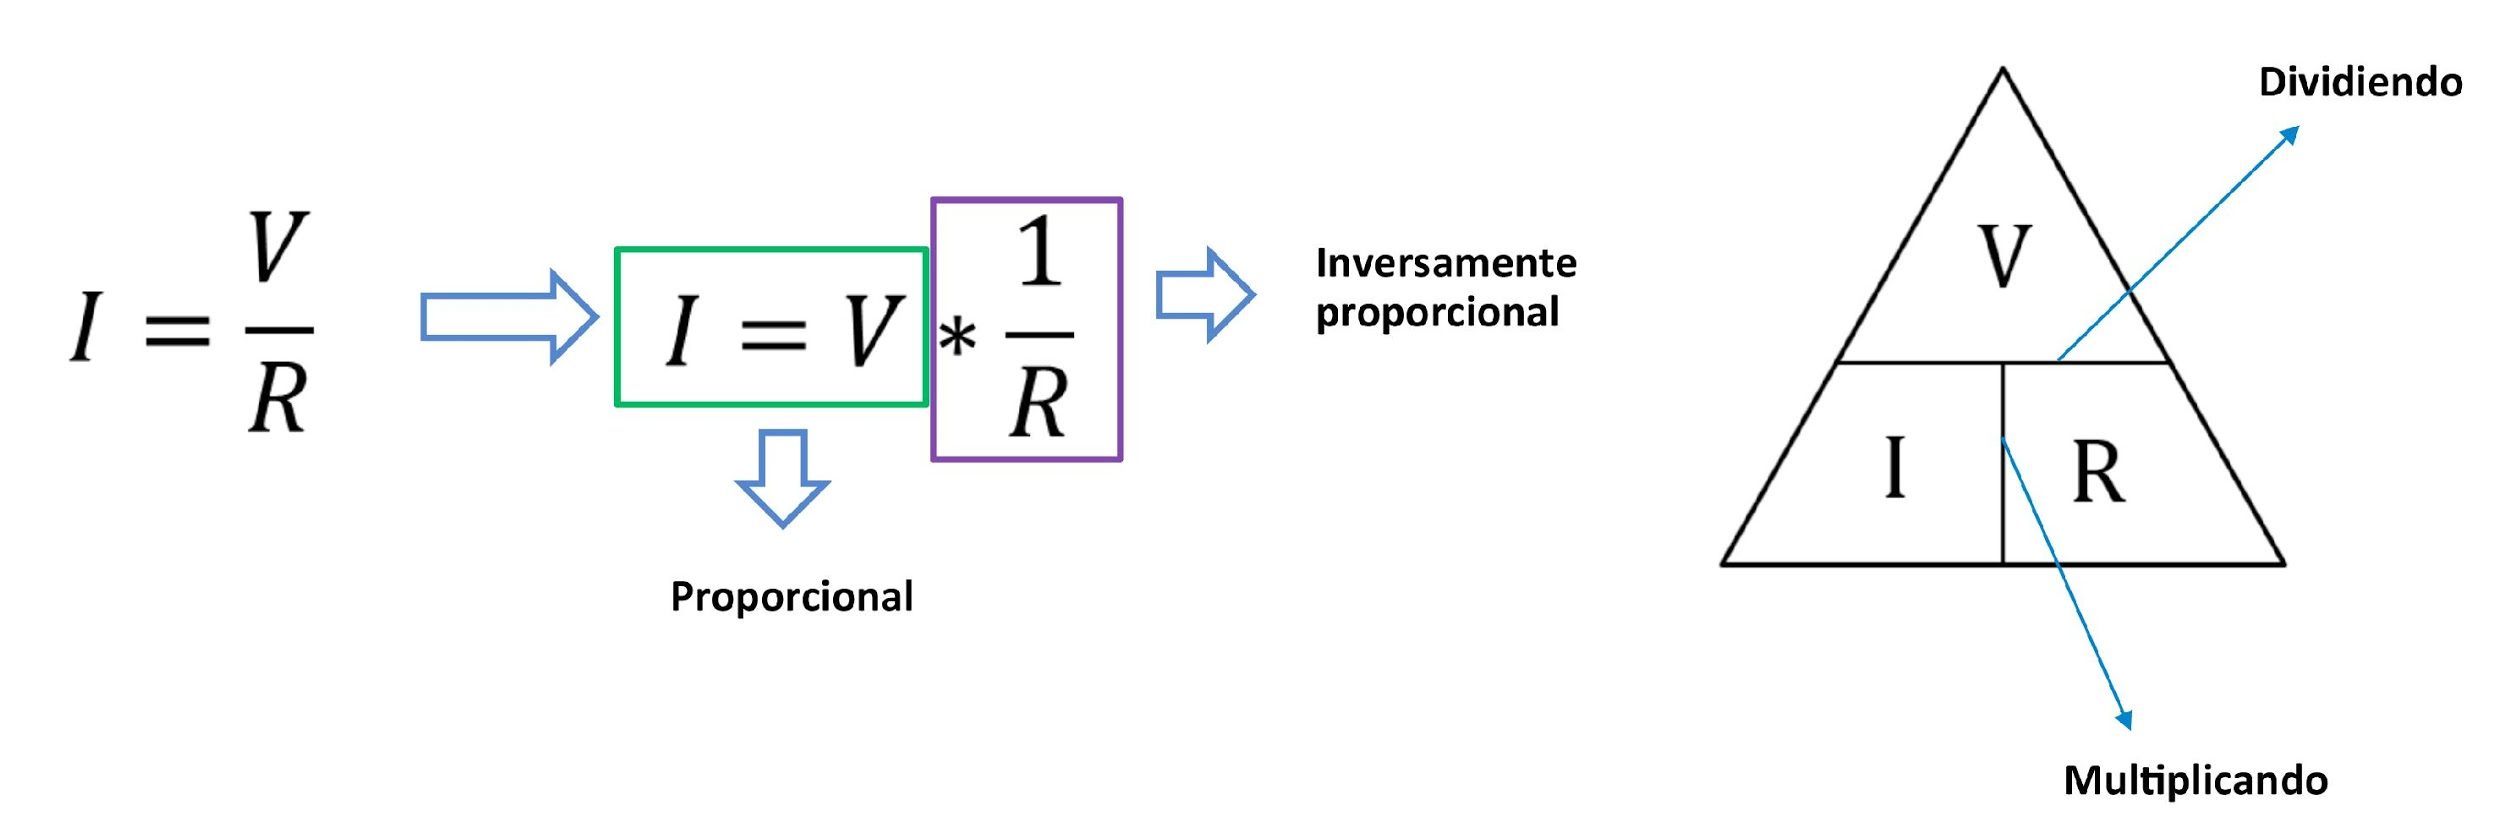 I = V/R
I = V * 1/R
Inversamente
proporcional
Proporcional
Dividiendo
V
I R
Multiplicando